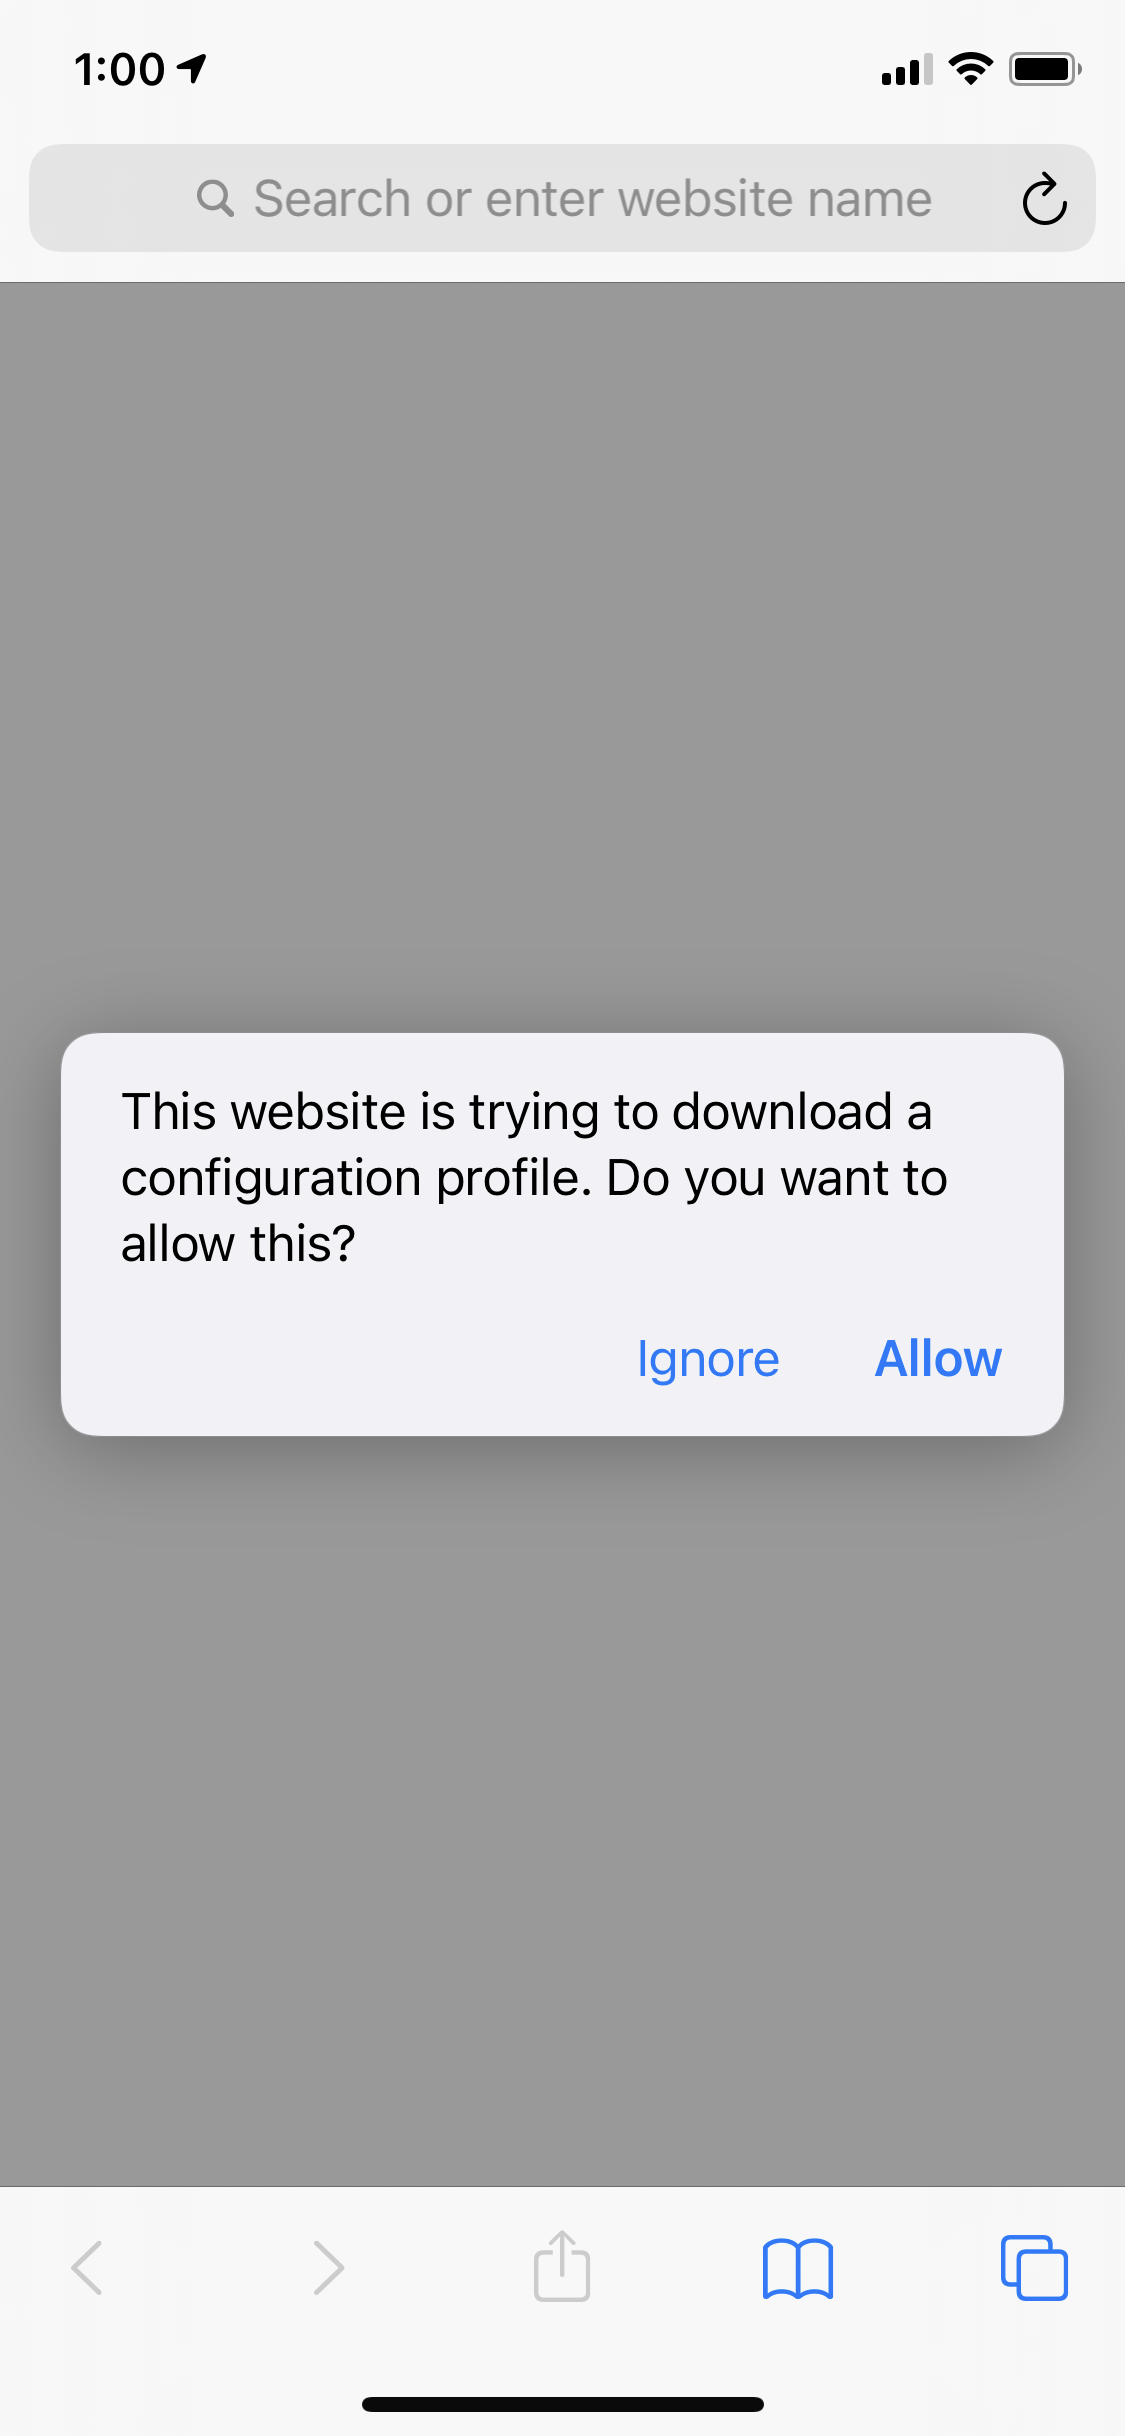 1:00
Search or enter website name
This website is trying to download a
configuration profile. Do you want to
allow this?
Ignore Allow